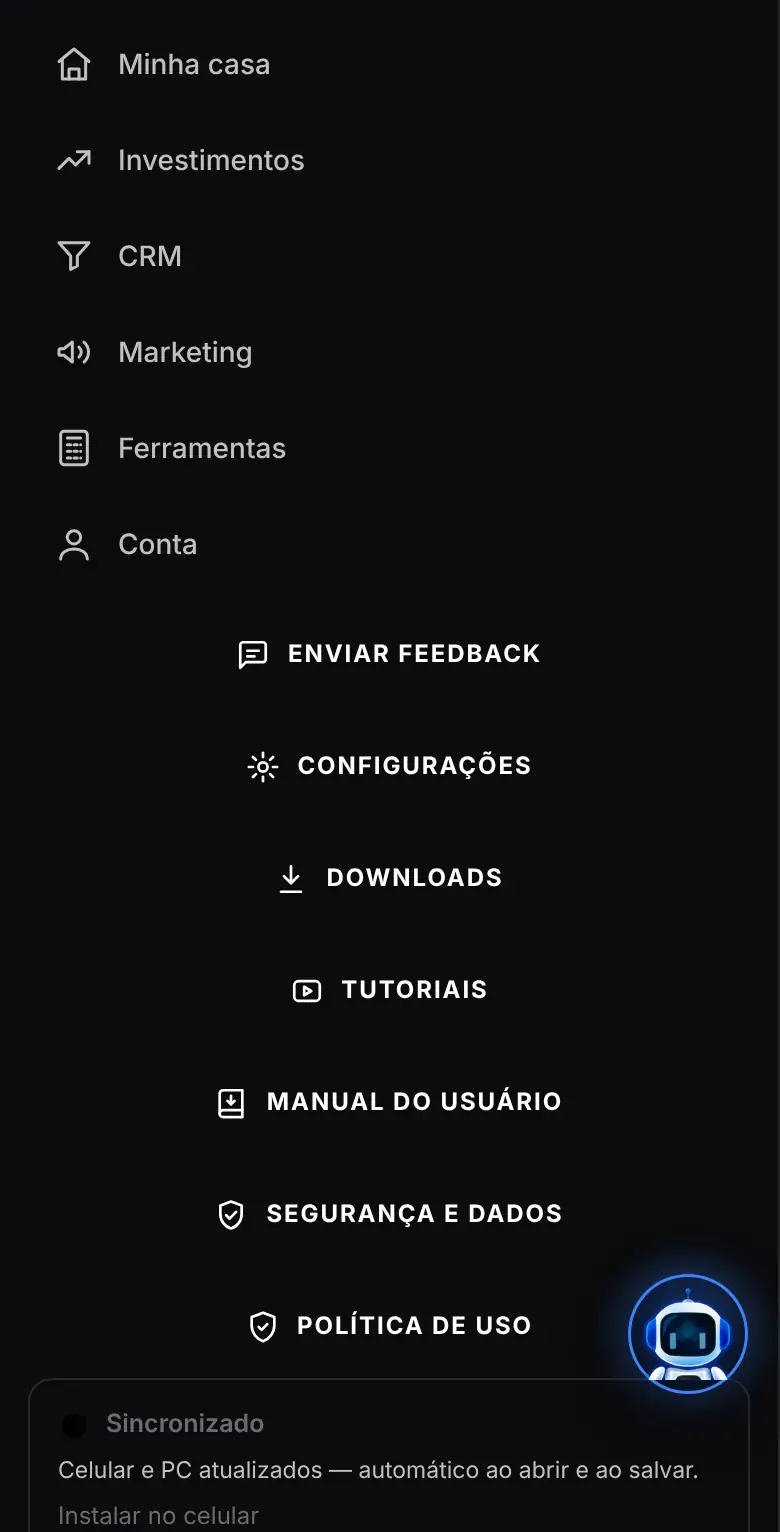 Minha casa
Investimentos
CRM
Marketing
Ferramentas
Conta
ENVIAR FEEDBACK
CONFIGURAÇÕES
DOWNLOADS
TUTORIAIS
MANUAL DO USUÁRIO
SEGURANÇA E DADOS
POLÍTICA DE USO
Sincronizado
Celular e PC atualizados — automático ao abrir e ao salvar.
Instalar no celular